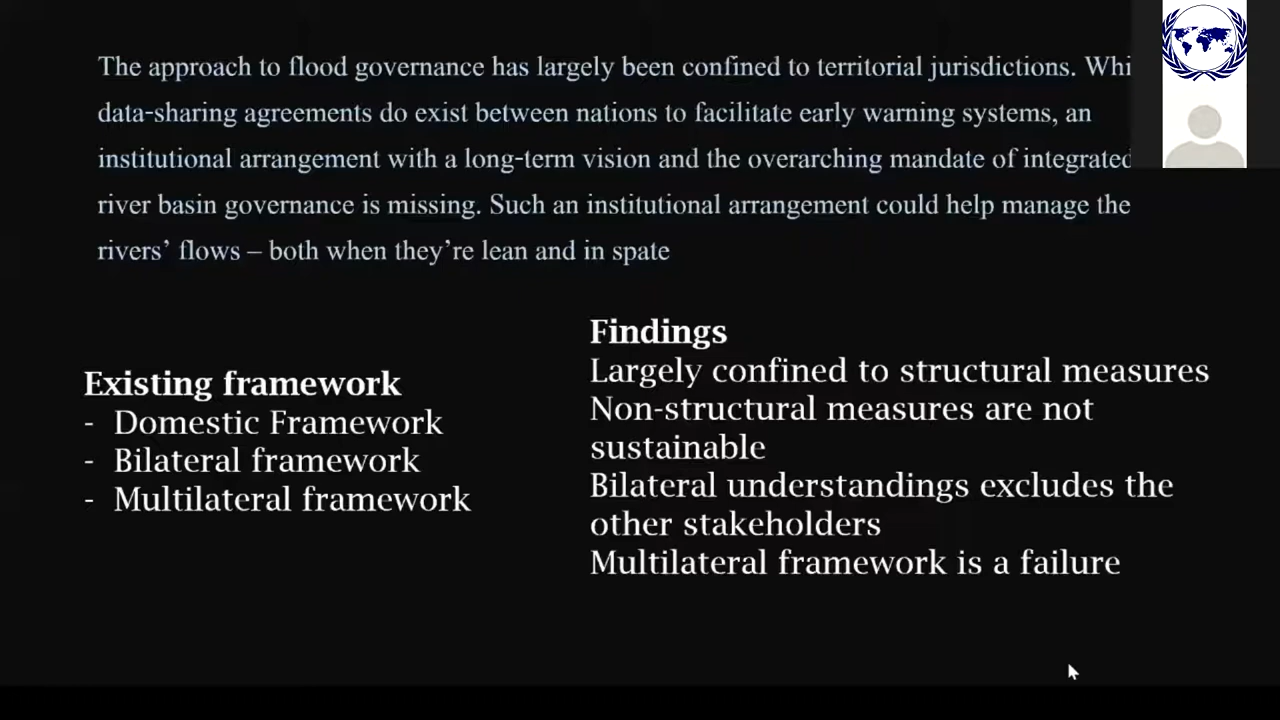 The approach to flood governance has largely been confined to territorial jurisdictions. Whi
data-sharing agreements do exist between nations to facilitate early warning systems, an
institutional arrangement with a long-term vision and the overarching mandate of integrated
river basin governance is missing. Such an institutional arrangement could help manage the
rivers’ flows – both when they’re lean and in spate
Existing framework
- Domestic Framework
- Bilateral framework
- Multilateral framework
Findings
Largely confined to structural measures
Non-structural measures are not
sustainable
Bilateral understandings excludes the
other stakeholders
Multilateral framework is a failure